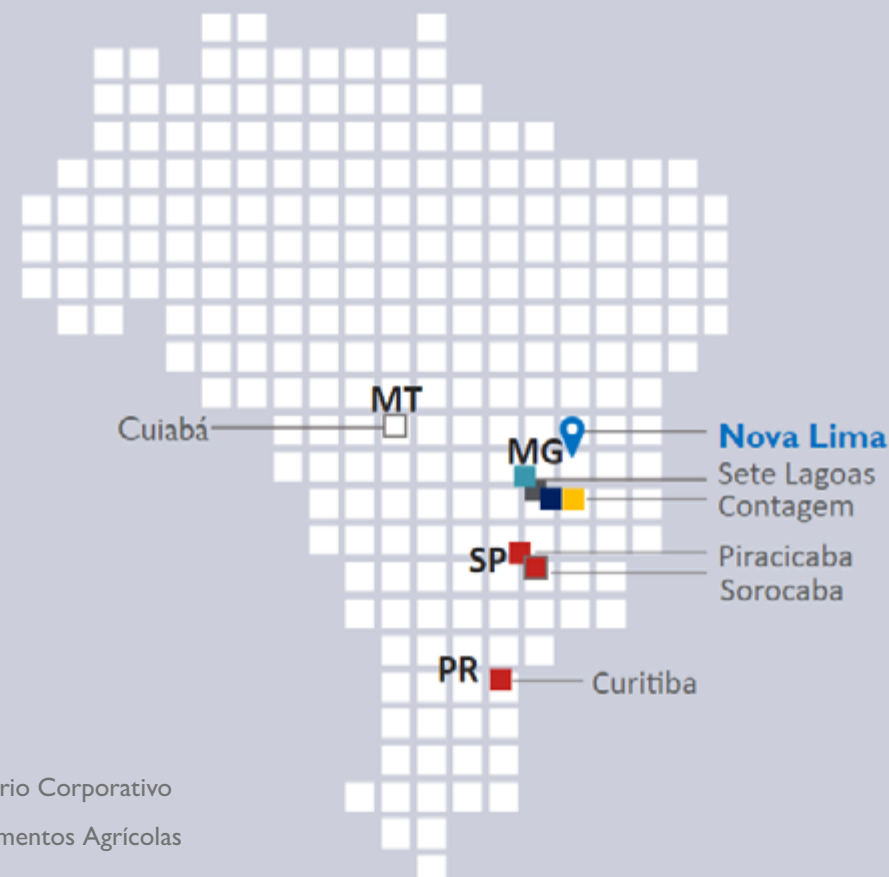 MT
Cuiabá
Nova Lima
MG
Sete Lagoas
Contagem
Piracicaba
SP
Sorocaba
PR
Curitiba
rio Corporativo
mentos Agrícolas